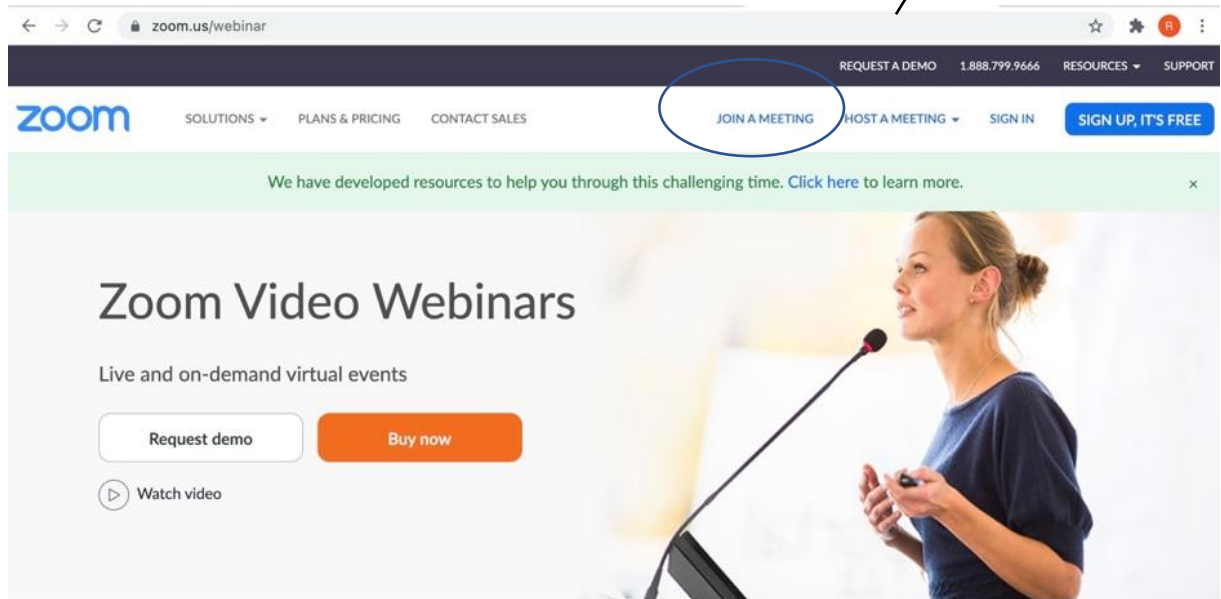 zoom.us/webinar
R
REQUEST A DEMO 1.888.799.9666 RESOURCES SUPPORT
zoom SOLUTIONS PLANS & PRICING CONTACT SALES JOIN A MEETING HOST A MEETING SIGN IN SIGN UP, IT'S FREE
We have developed resources to help you through this challenging time. Click here to learn more. ×
Zoom Video Webinars
Live and on-demand virtual events
Request demo Buy now
Watch video